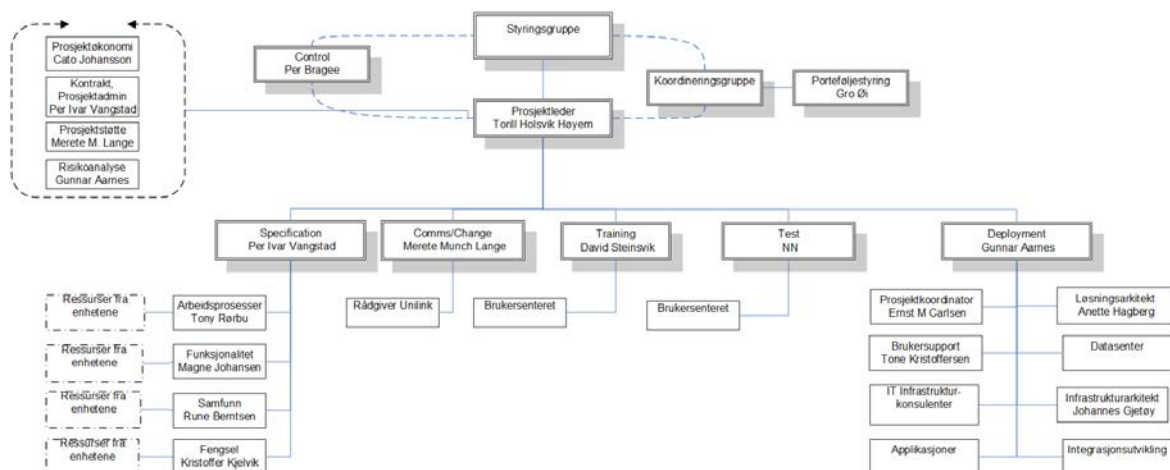 Styringsgruppe
Control
Per Bragee
Koordineringsgruppe
Porteføljestyring
Gro Øi
Prosjektleder
Torill Holsvik Høyem
Prosjektøkonomi
Cato Johansson
Kontrakt,
Prosjektadmin
Per Ivar Vangstad
Prosjektstøtte
Merete M. Lange
Risikoanalyse
Gunnar Aarnes
Specification
Per Ivar Vangstad
Comms/Change
Merete Munch Lange
Training
David Steinsvik
Test
NN
Deployment
Gunnar Aarnes
Ressurser fra
enhetene
Arbeidsprosesser
Tony Rørbu
Ressurser fra
enhetene
Funksjonalitet
Magne Johansen
Ressurser fra
enhetene
Samfunn
Rune Berntsen
Ressurser fra
enhetene
Fengsel
Kristoffer Kjelvik
Rådgiver Unilink
Brukersenteret
Brukersenteret
Prosjektkoordinator
Ernst M Carlsen
Løsningsarkitekt
Anette Hagberg
Brukersupport
Tone Kristoffersen
Datasenter
IT Infrastruktur-
konsulenter
Infrastrukturarkitekt
Johannes Gjetøy
Applikasjoner
Integrasjonsutvikling